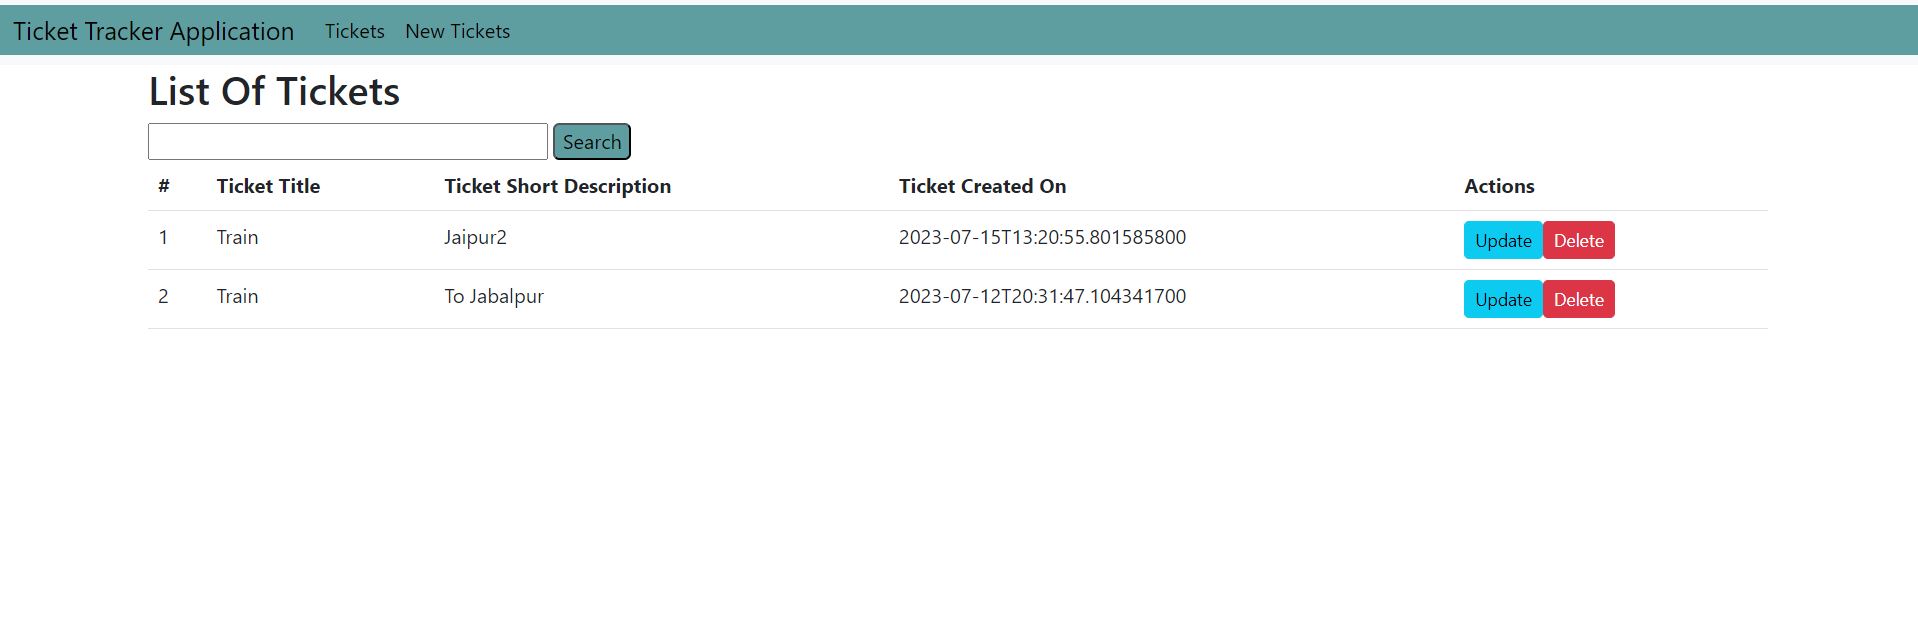 Ticket Tracker Application Tickets New Tickets
List Of Tickets
Search
# Ticket Title Ticket Short Description Ticket Created On Actions
1 Train Jaipur2 2023-07-15T13:20:55.801585800 Update Delete
2 Train To Jabalpur 2023-07-12T20:31:47.104341700 Update Delete